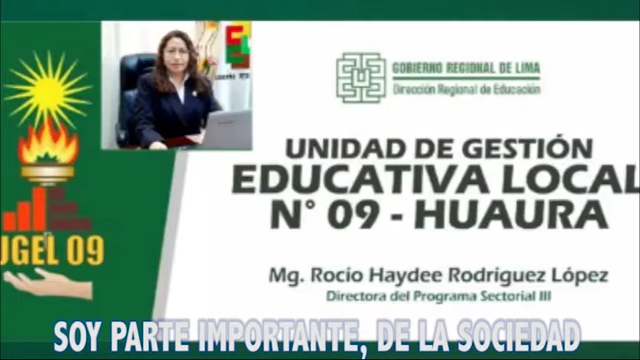 GOBIERNO REGIONAL DE LIMA
Dirección Regional de Educación
UNIDAD DE GESTIÓN
EDUCATIVA LOCAL
N° 09 - HUAURA
UGEL 09
Mg. Rocio Haydee Rodríguez López
Directora del Programa Sectorial III
SOY PARTE IMPORTANTE, DE LA SOCIEDAD